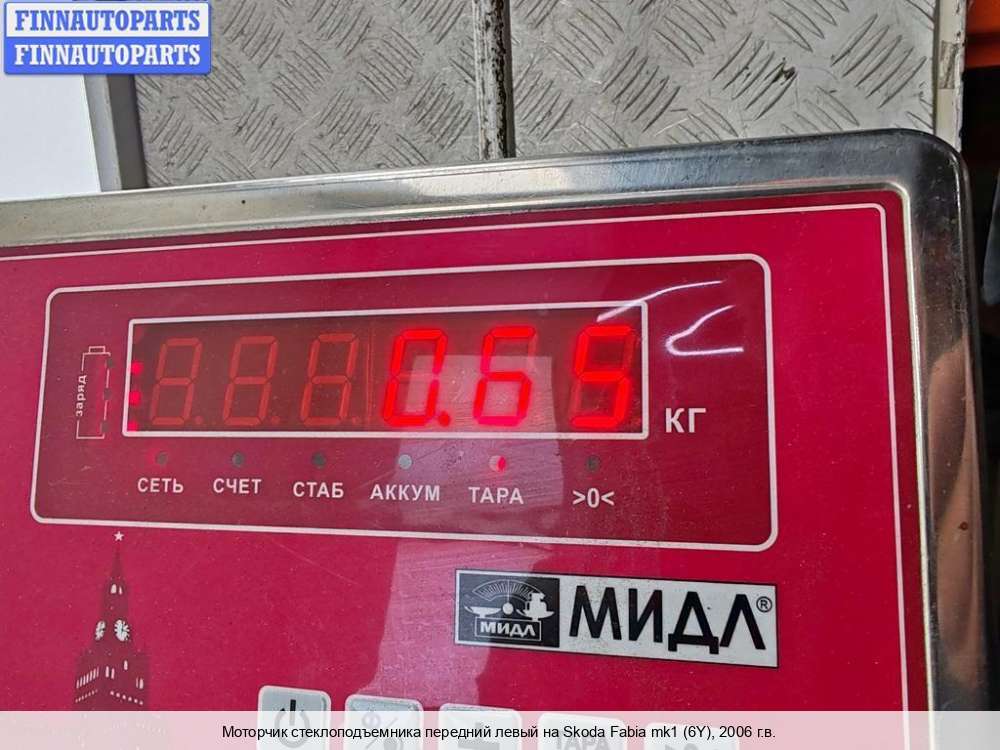 FINNAUTOPARTS
FINNAUTOPARTS
заряд
0.65
КГ
СЕТЬ СЧЕТ СТАБ АККУМ ТАРА >0<
МИДЛ МИДЛ®
ТАРА
Моторчик стеклоподъемника передний левый на Skoda Fabia mk1 (6Y), 2006 г.в.